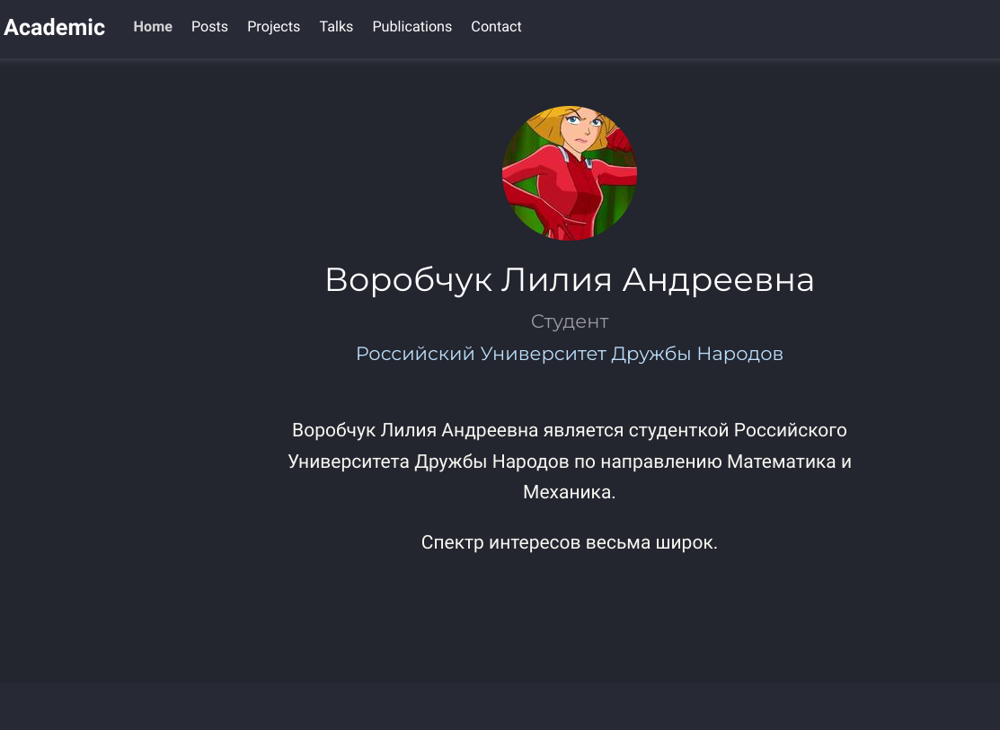 Academic Home Posts Projects Talks Publications Contact
Воробчук Лилия Андреевна
Студент
Российский Университет Дружбы Народов
Воробчук Лилия Андреевна является студенткой Российского
Университета Дружбы Народов по направлению Математика и
Механика.
Спектр интересов весьма широк.